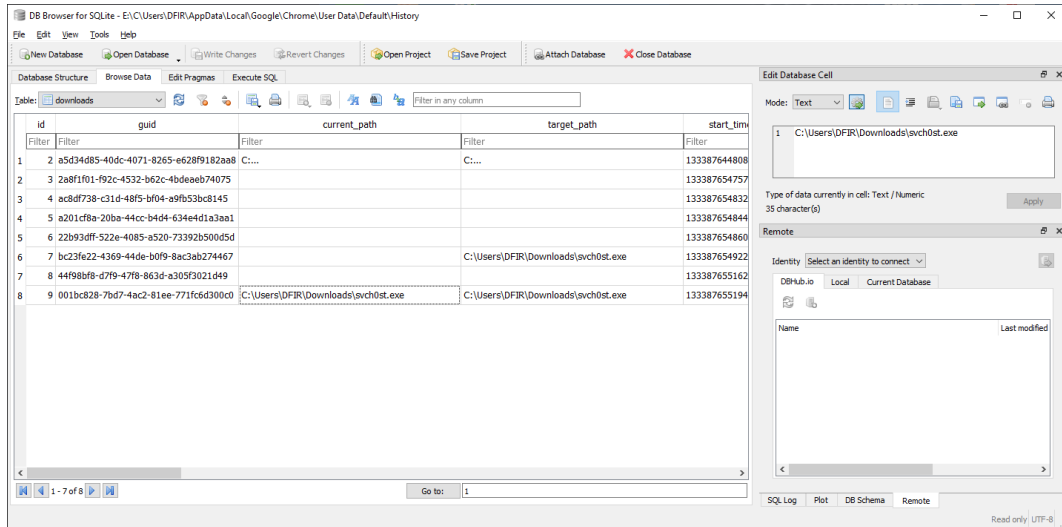 DB Browser for SQLite - E:\C\Users\DFIR\AppData\Local\Google\Chrome\User Data\Default\History
File Edit View Tools Help
New Database Open Database Write Changes Revert Changes Open Project Save Project Attach Database Close Database
Database Structure Browse Data Edit Pragmas Execute SQL
Table: downloads Filter in any column
id guid current_path target_path start_time
Filter Filter Filter Filter Filter
1 2 a5d34d85-40dc-4071-8265-e628f9182aa8 C:... C:... 133387644808
2 3 2a8f1f01-f92c-4532-b62c-4bdeaeb74075 133387654757
3 4 ac8df738-c31d-48f5-bf04-a9fb53bc8145 133387654832
4 5 a201cf8a-20ba-44cc-b4d4-634e4d1a3aa1 133387654844
5 6 22b93dff-522e-4085-a520-73392b500d5d 133387654860
6 7 bc23fe22-4369-44de-b0f9-8ac3ab274467 C:\Users\DFIR\Downloads\svch0st.exe 133387654922
7 8 44f98bf8-d7f9-47f8-863d-a305f3021d49 133387655162
8 9 001bc828-7bd7-4ac2-81ee-771fc6d300c0 C:\Users\DFIR\Downloads\svch0st.exe C:\Users\DFIR\Downloads\svch0st.exe 133387655194
1 - 7 of 8 Go to: 1
Edit Database Cell
Mode: Text
1 C:\Users\DFIR\Downloads\svch0st.exe
Type of data currently in cell: Text / Numeric
35 character(s)
Apply
Remote
Identity Select an identity to connect
DBHub.io Local Current Database
Name Last modified
SQL Log Plot DB Schema Remote
Read only UTF-8